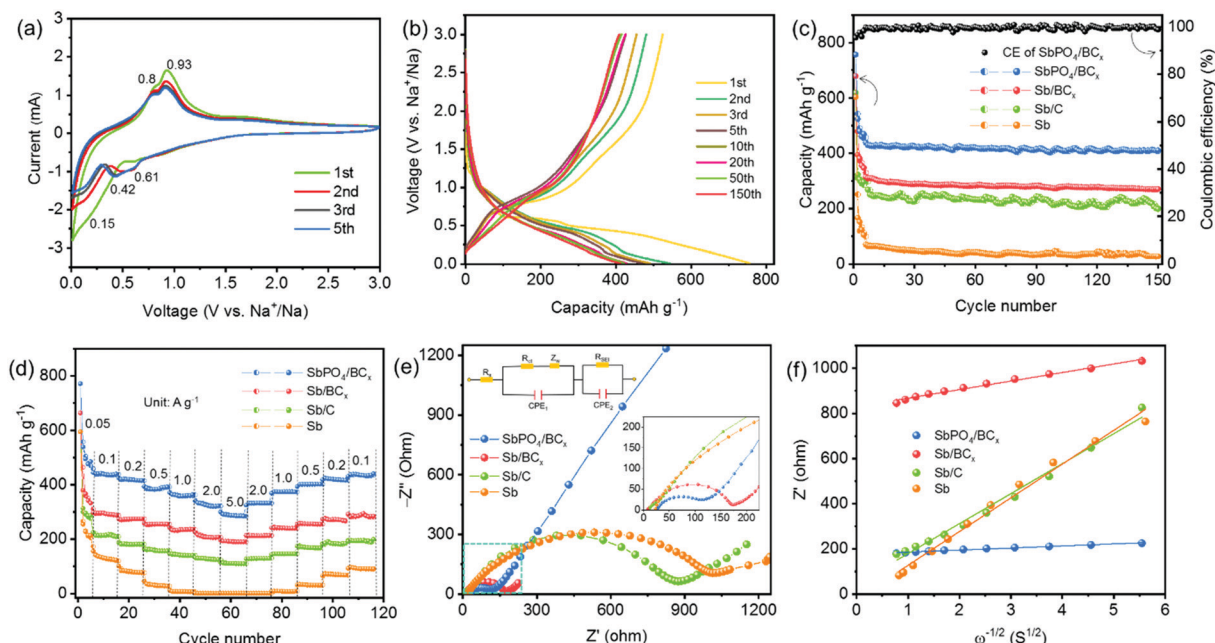 (a)
0.8
0.93
0.61
0.42
0.15
1st
2nd
3rd
5th
3
2
1
0
-1
-2
-3
Current (mA)
0.0 0.5 1.0 1.5 2.0 2.5 3.0
Voltage (V vs. Na⁺/Na)
(b)
1st
2nd
3rd
5th
10th
20th
50th
150th
3.0
2.5
2.0
1.5
1.0
0.5
0.0
Voltage (V vs. Na⁺/Na)
0 200 400 600 800
Capacity (mAh g⁻¹)
(c)
CE of SbPO₄/BCₓ
SbPO₄/BCₓ
Sb/BCₓ
Sb/C
Sb
800
600
400
200
0
Capacity (mAh g⁻¹)
100
80
60
40
20
0
Coulombic efficiency (%)
0 30 60 90 120 150
Cycle number
(d)
SbPO₄/BCₓ
Sb/BCₓ
Sb/C
Sb
Unit: A g⁻¹
0.05
0.1
0.2
0.5
1.0
2.0
5.0
2.0
1.0
0.5
0.2
0.1
800
600
400
200
0
Capacity (mAh g⁻¹)
0 20 40 60 80 100 120
Cycle number
(e)
CPE₁
R_SEI
CPE₂
SbPO₄/BCₓ
Sb/BCₓ
Sb/C
Sb
200
150
100
50
0
0 50 100 150 200
1200
900
600
300
0
-Z'' (Ohm)
0 300 600 900 1200
Z' (ohm)
(f)
SbPO₄/BCₓ
Sb/BCₓ
Sb/C
Sb
1000
800
600
400
200
0
Z' (ohm)
0 1 2 3 4 5 6
ω⁻¹/² (S¹/²)